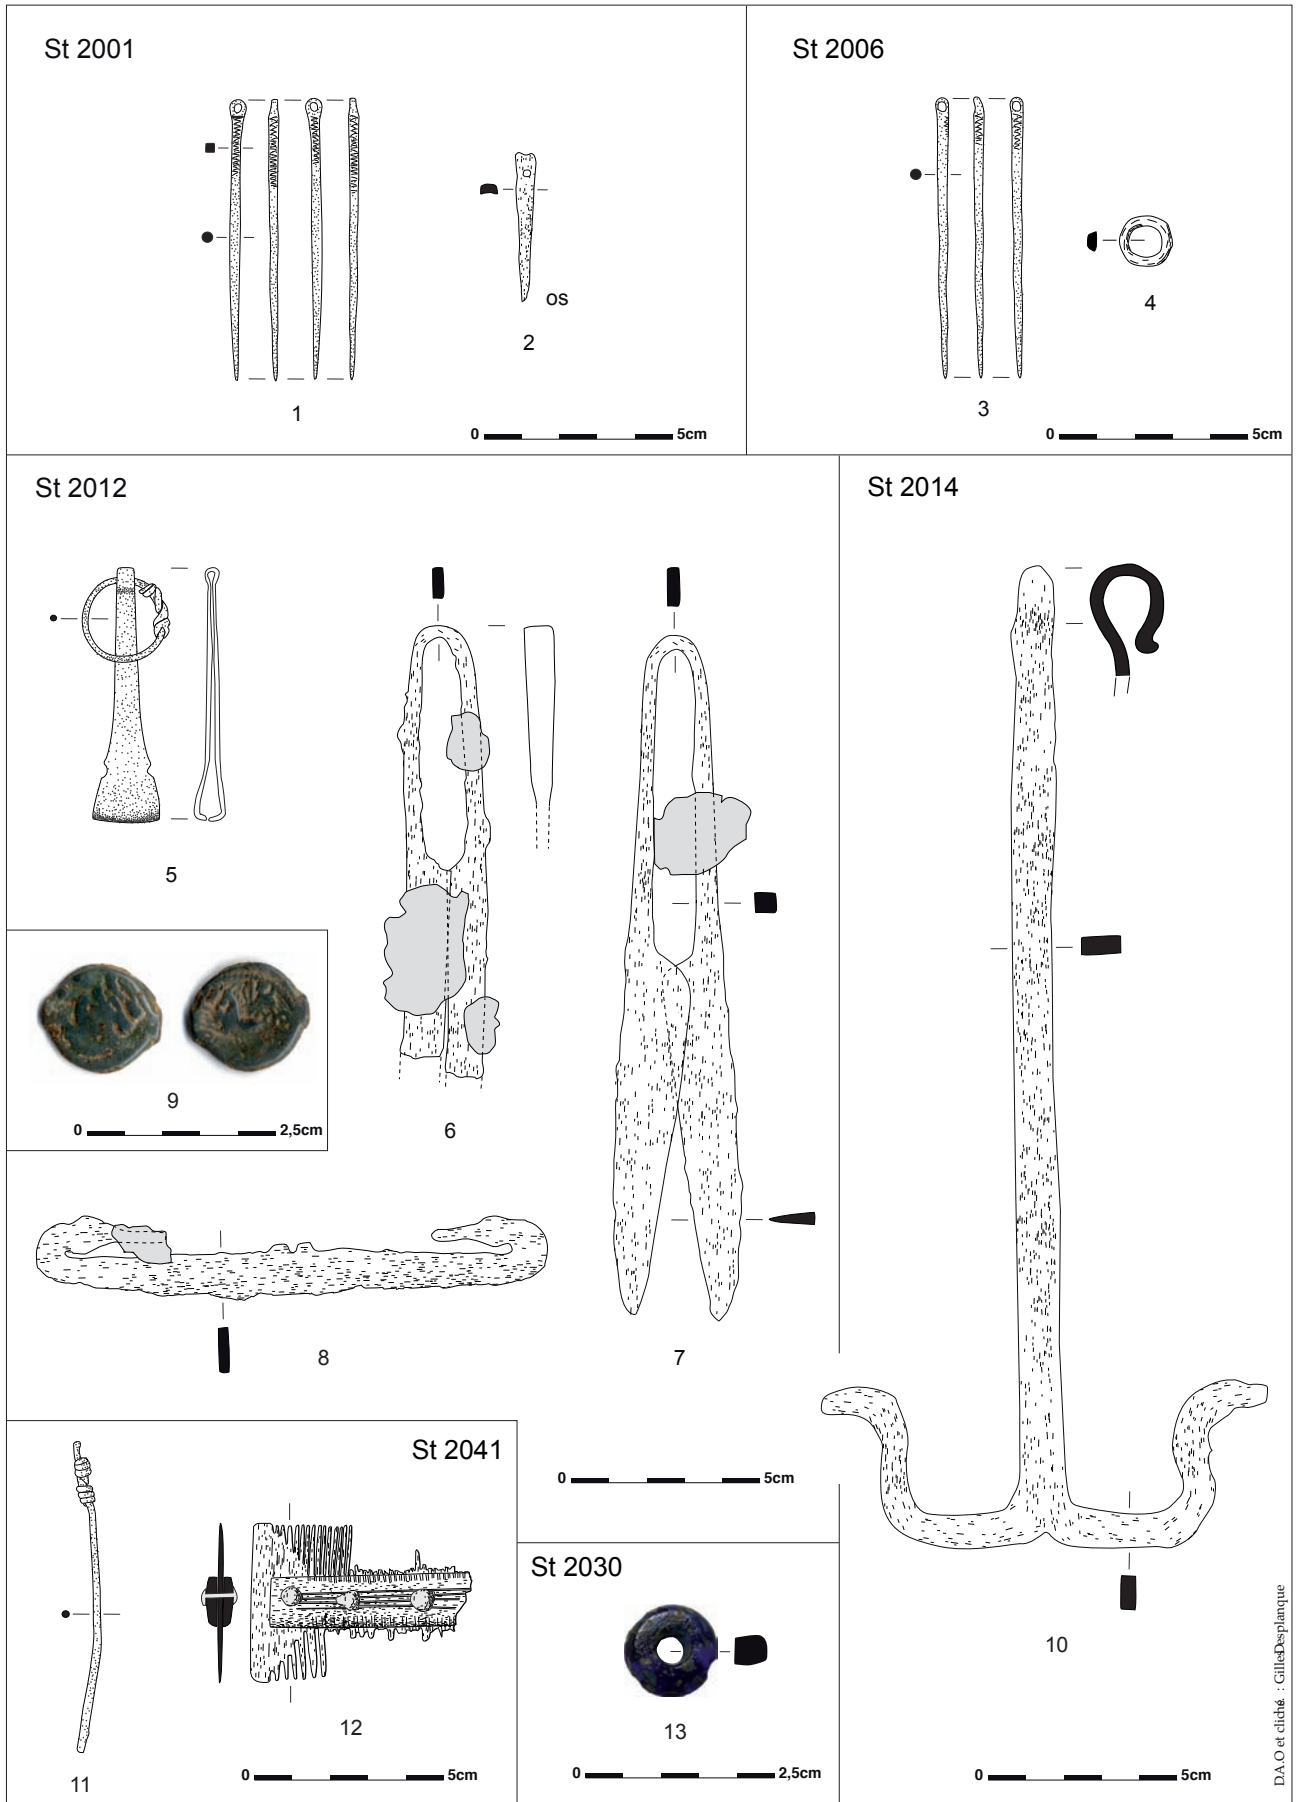 St 2001
1
2
os
0 5cm
St 2006
3
4
0 5cm
St 2012
5
6
7
8
9
0 2,5cm
0 5cm
St 2014
10
0 5cm
St 2041
11
12
0 5cm
St 2030
13
0 2,5cm
D.A.O et cliché : Gilles Desplanque